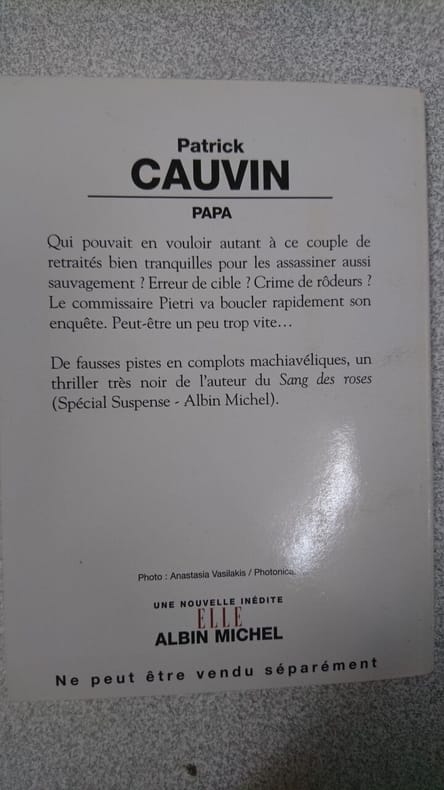 Patrick
CAUVIN
PAPA
Qui pouvait en vouloir autant à ce couple de
retraités bien tranquilles pour les assassiner aussi
sauvagement ? Erreur de cible ? Crime de rôdeurs ?
Le commissaire Pietri va boucler rapidement son
enquête. Peut-être un peu trop vite…
De fausses pistes en complots machiavéliques, un
thriller très noir de l'auteur du Sang des roses
(Spécial Suspense - Albin Michel).
Photo : Anastasia Vasilakis / Photonica
UNE NOUVELLE INÉDITE
ELLE
ALBIN MICHEL
Ne peut être vendu séparément